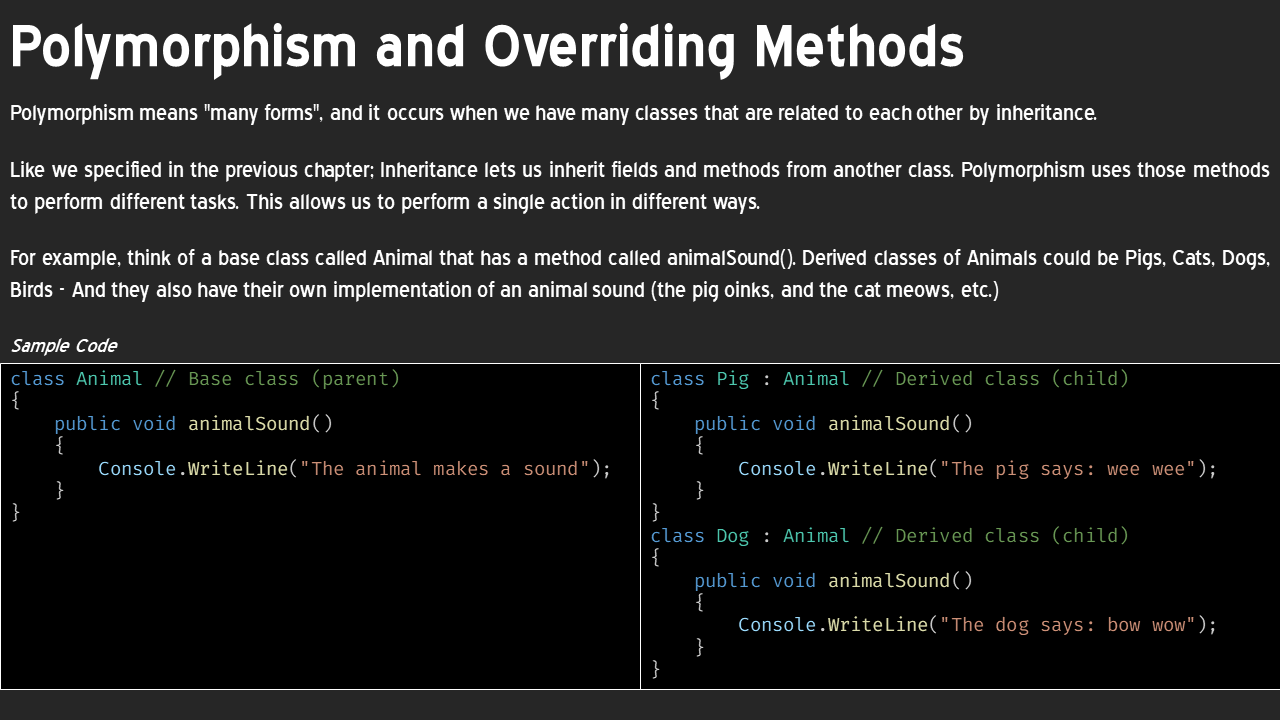 Polymorphism and Overriding Methods
Polymorphism means "many forms", and it occurs when we have many classes that are related to each other by inheritance.
Like we specified in the previous chapter; Inheritance lets us inherit fields and methods from another class. Polymorphism uses those methods
to perform different tasks. This allows us to perform a single action in different ways.
For example, think of a base class called Animal that has a method called animalSound(). Derived classes of Animals could be Pigs, Cats, Dogs,
Birds - And they also have their own implementation of an animal sound (the pig oinks, and the cat meows, etc.)
Sample Code
class Animal // Base class (parent)
{
    public void animalSound()
    {
        Console.WriteLine("The animal makes a sound");
    }
}
class Pig : Animal // Derived class (child)
{
    public void animalSound()
    {
        Console.WriteLine("The pig says: wee wee");
    }
}
class Dog : Animal // Derived class (child)
{
    public void animalSound()
    {
        Console.WriteLine("The dog says: bow wow");
    }
}